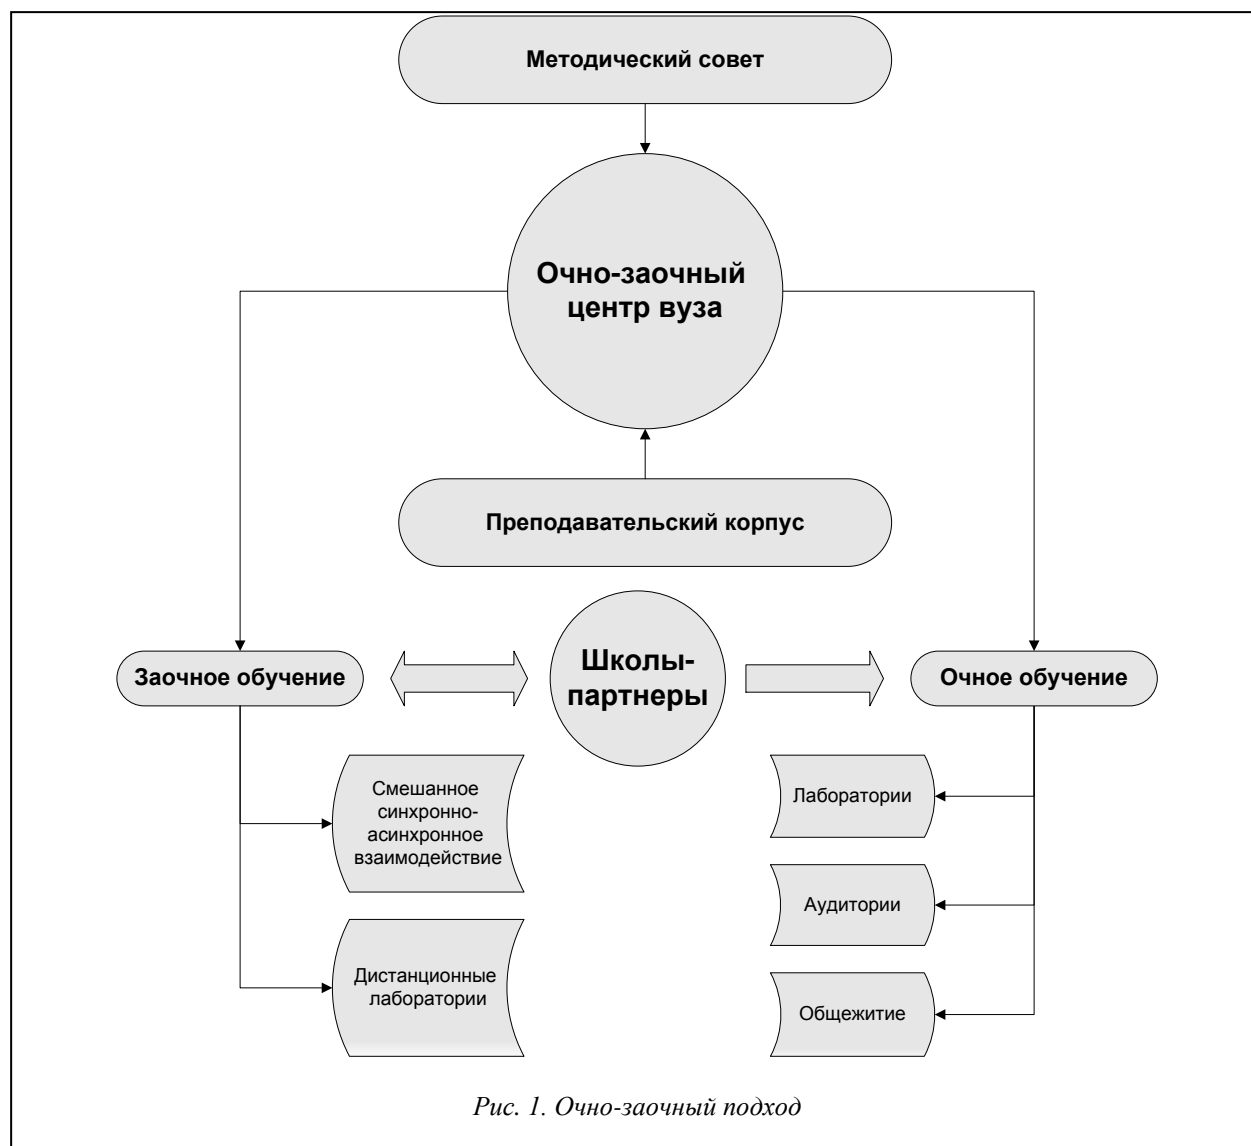 Методический совет
Очно-заочный
центр вуза
Преподавательский корпус
Заочное обучение
Школы-
партнеры
Очное обучение
Смешанное
синхронно-
асинхронное
взаимодействие
Дистанционные
лаборатории
Лаборатории
Аудитории
Общежитие
Рис. 1. Очно-заочный подход